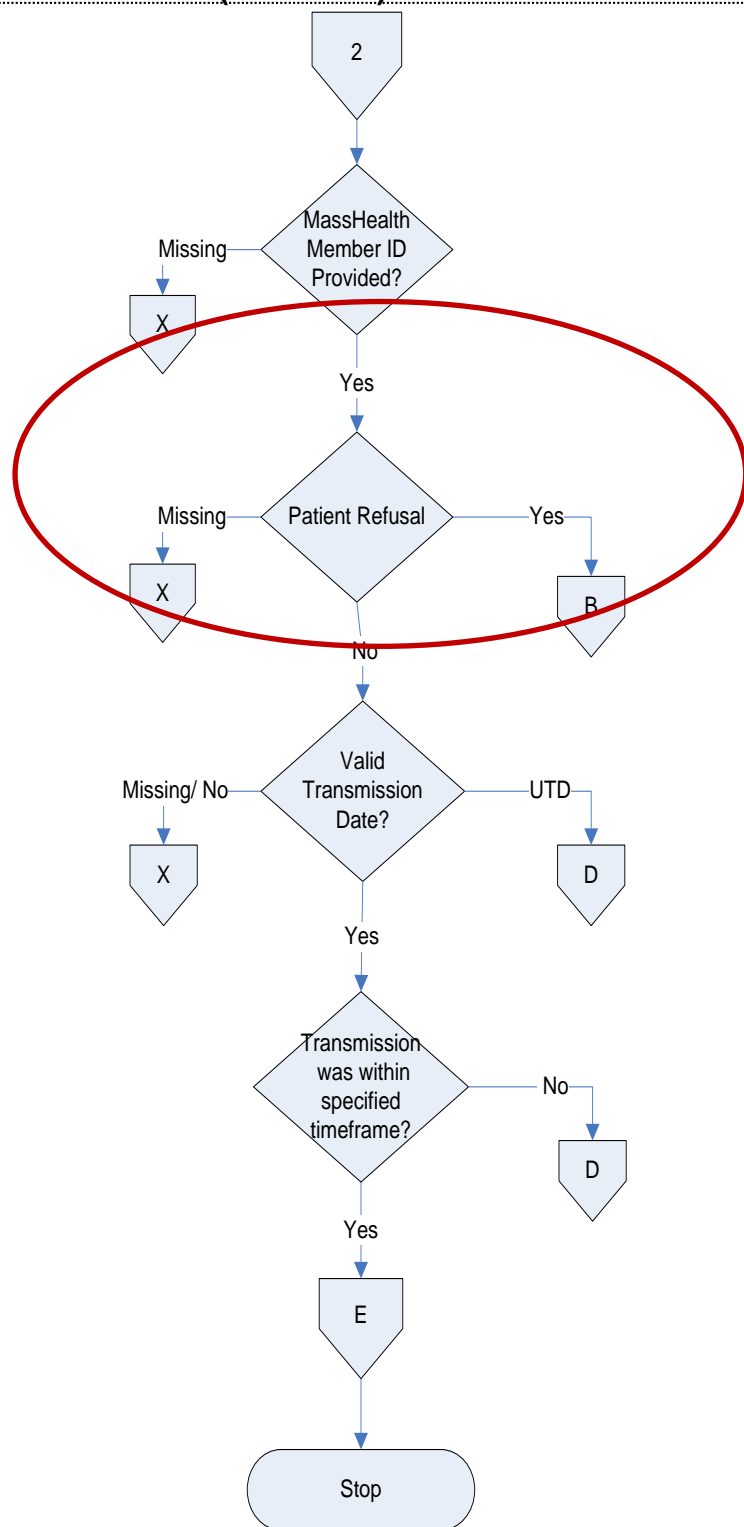 2
MassHealth
Member ID
Provided?
Missing
X
Yes
Patient Refusal
Missing
Yes
X
B
No
Valid
Transmission
Date?
Missing/ No
UTD
X
D
Yes
Transmission
was within
specified
timeframe?
No
D
Yes
E
Stop